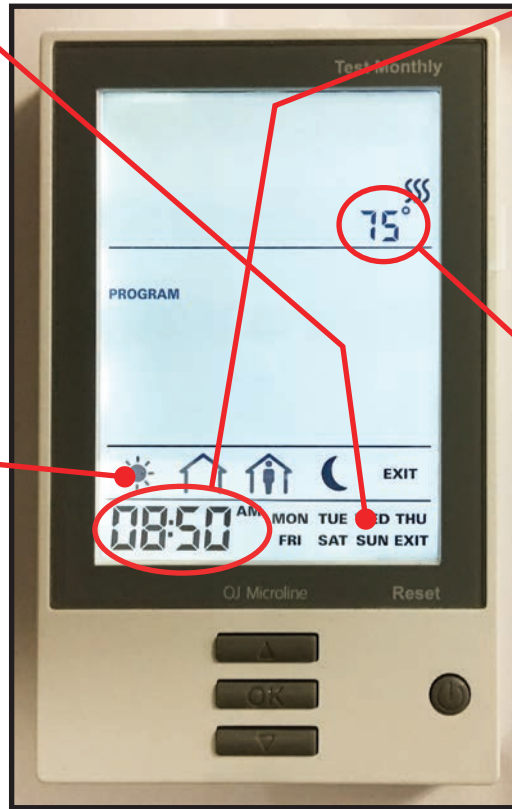 Test Monthly
75°
PROGRAM
EXIT
08:50 AM MON TUE WED THU
FRI SAT SUN EXIT
OJ Microline Reset
OK